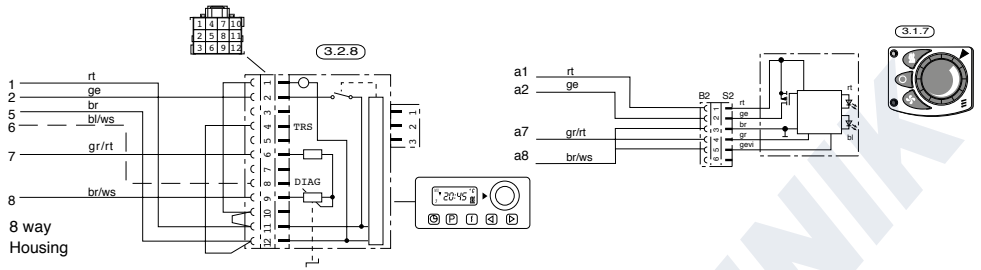 1 4 7 10
2 5 8 11
3 6 9 12
3.2.8
1 rt
2 ge
5 br
6 bl/ws
7 gr/rt
8 br/ws
8 way
Housing
1
2
3
4
5
6
7
8
9
10
11
12
TRS
DIAG
1
2
3
20:45 °C
P
3.1.7
a1 rt
a2 ge
a7 gr/rt
a8 br/ws
B2 S2
1 rt
2 ge
3 br
4 gr
5 gevi
6
rt
bl
NIK